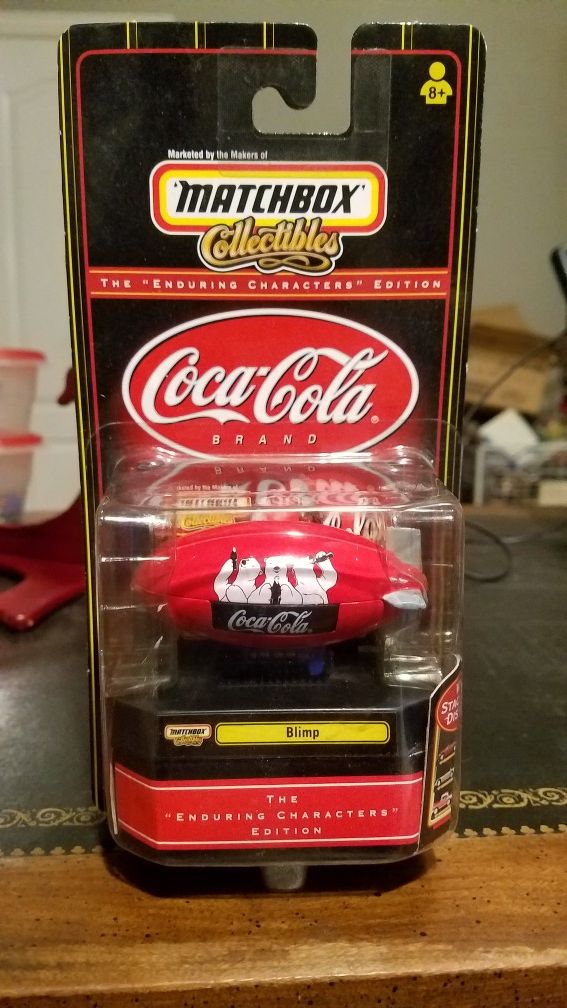 8+
Marketed by the Makers of
"MATCHBOX"
Collectibles
THE "ENDURING CHARACTERS" EDITION
Coca-Cola®
BRAND
Coca-Cola
MATCHBOX
Collectibles
Blimp
THE
"ENDURING CHARACTERS"
EDITION